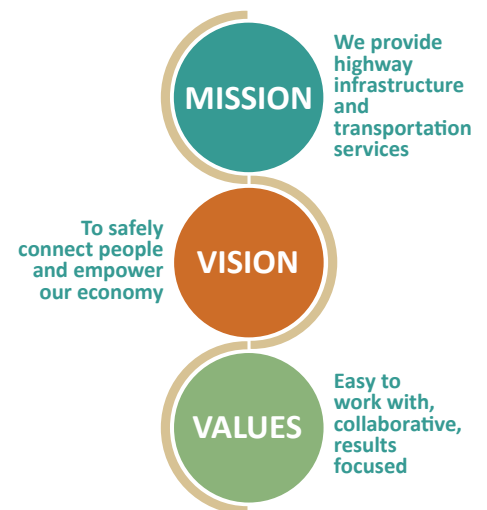 MISSION
We provide
highway
infrastructure
and
transportation
services
VISION
To safely
connect people
and empower
our economy
VALUES
Easy to
work with,
collaborative,
results
focused